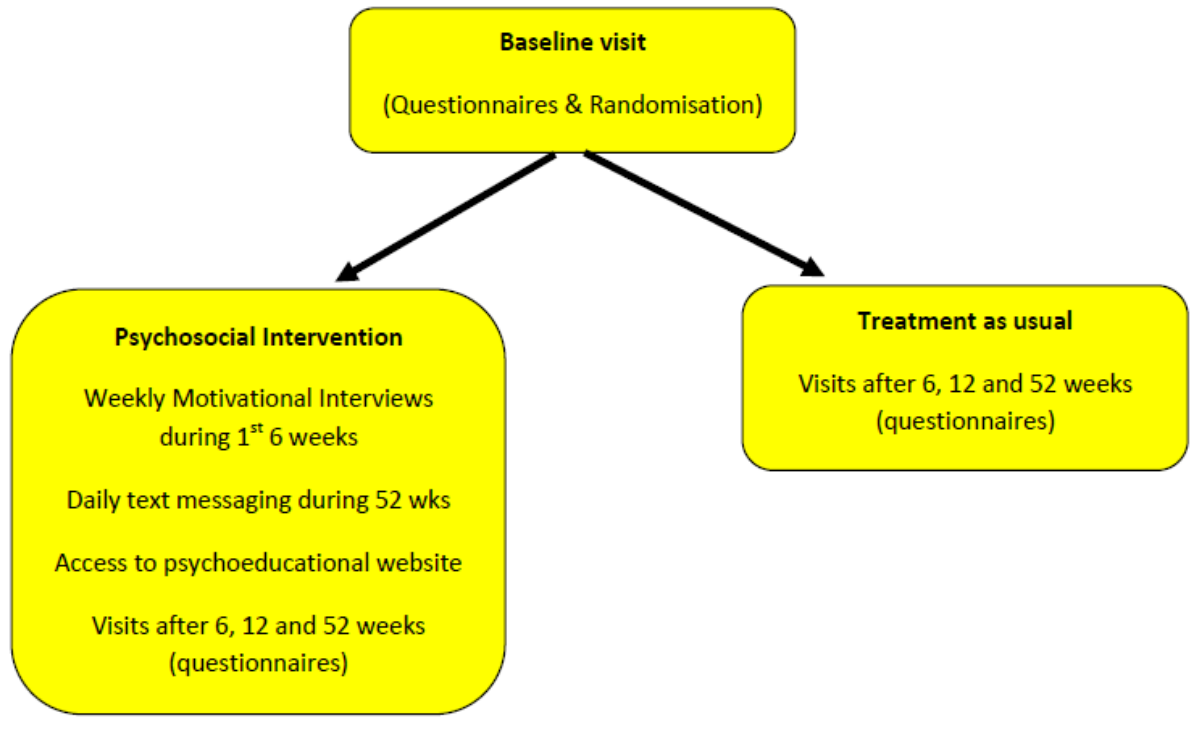 Baseline visit
(Questionnaires & Randomisation)
Psychosocial Intervention
Weekly Motivational Interviews
during 1st 6 weeks
Daily text messaging during 52 wks
Access to psychoeducational website
Visits after 6, 12 and 52 weeks
(questionnaires)
Treatment as usual
Visits after 6, 12 and 52 weeks
(questionnaires)